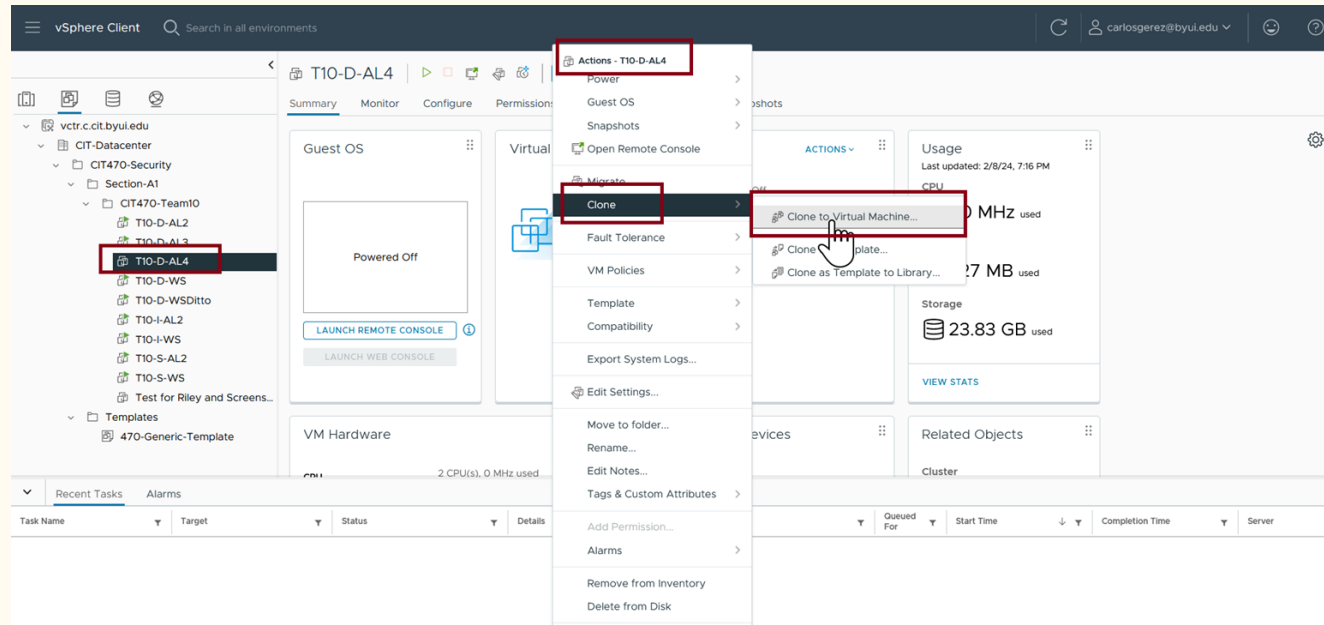 vSphere Client
Search in all environments
carlosgerez@byui.edu
T10-D-AL4
Summary Monitor Configure Permissions shots
vctr.c.cit.byui.edu
CIT-Datacenter
CIT470-Security
Section-A1
CIT470-Team10
T10-D-AL2
T10-D-AL3
T10-D-AL4
T10-D-WS
T10-D-WSDitto
T10-I-AL2
T10-I-WS
T10-S-AL2
T10-S-WS
Test for Riley and Screens...
Templates
470-Generic-Template
Guest OS
Powered Off
LAUNCH REMOTE CONSOLE
LAUNCH WEB CONSOLE
Virtual
ACTIONS
Off
Usage
Last updated: 2/8/24, 7:16 PM
CPU
MHz used
27 MB used
Storage
23.83 GB used
VIEW STATS
VM Hardware
CPU 2 CPU(s), 0 MHz used
evices
Related Objects
Cluster
Actions - T10-D-AL4
Power
Guest OS
Snapshots
Open Remote Console
Migrate
Clone
Fault Tolerance
VM Policies
Template
Compatibility
Export System Logs...
Edit Settings...
Move to folder...
Rename...
Edit Notes...
Tags & Custom Attributes
Add Permission...
Alarms
Remove from Inventory
Delete from Disk
Clone to Virtual Machine...
Clone plate...
Clone as Template to Library...
Recent Tasks Alarms
Task Name Target Status Details Queued For Start Time Completion Time Server